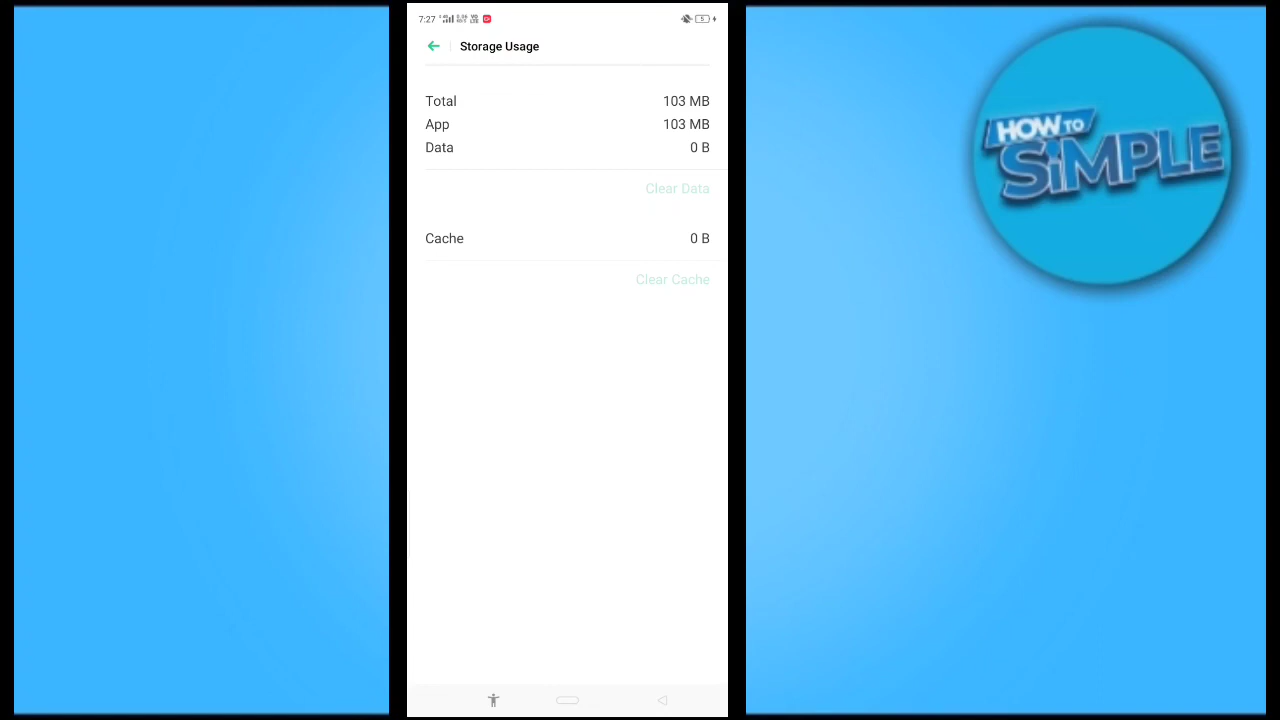 7:27
5
Storage Usage
Total 103 MB
App 103 MB
Data 0 B
Clear Data
Cache 0 B
Clear Cache
HOW TO
SiMPLE